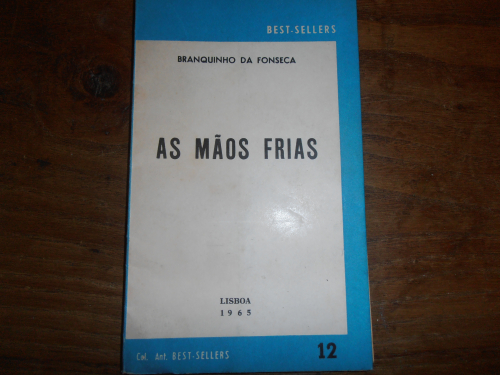 BEST-SELLERS
BRANQUINHO DA FONSECA
AS MÃOS FRIAS
LISBOA
1965
Col. Ant. BEST-SELLERS 12